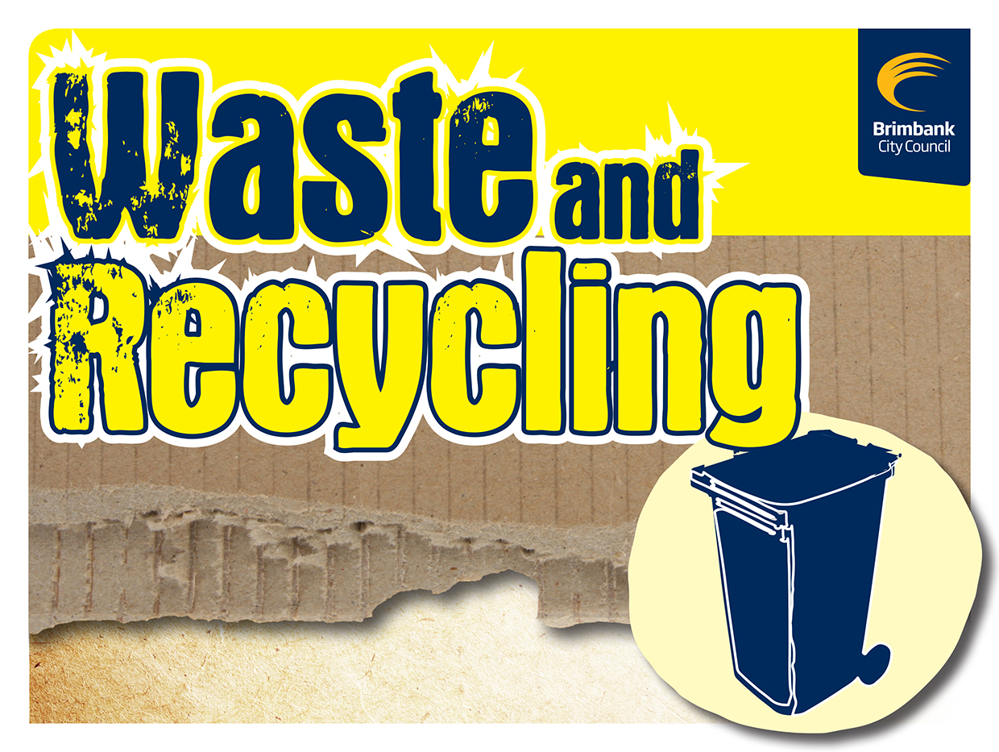 Waste and
Recycling
Brimbank
City Council